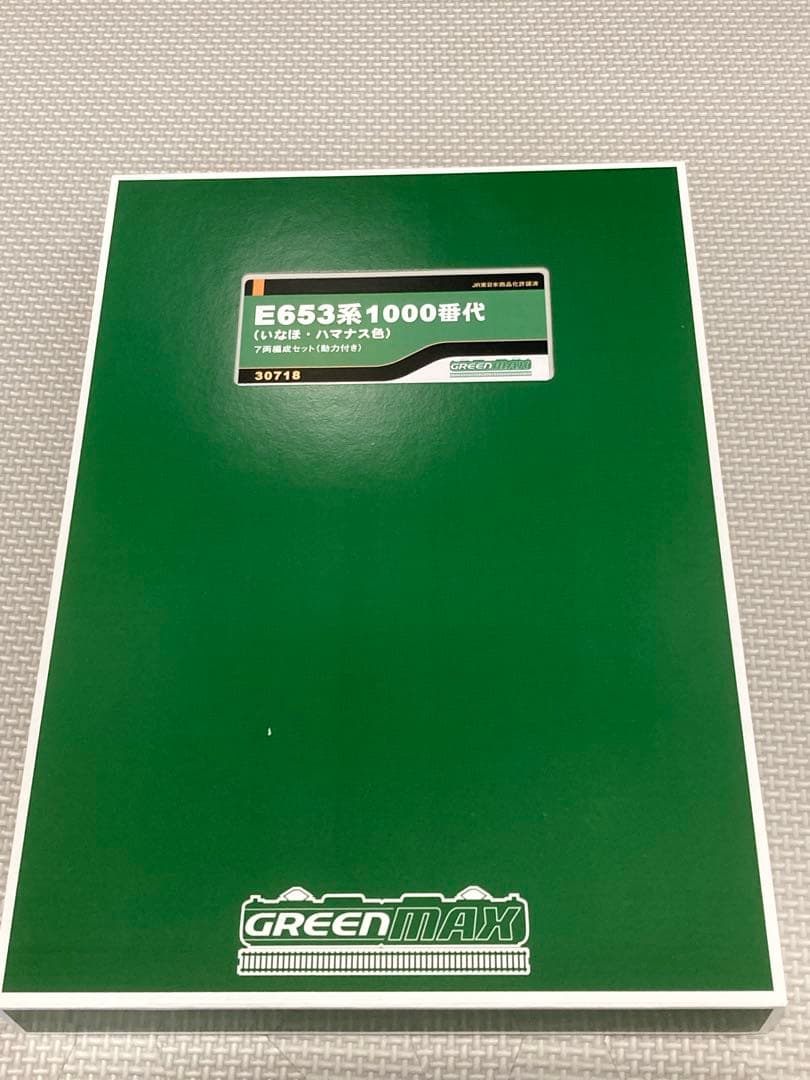 JR東日本商品化許諾済
E653系1000番代
(いなほ・ハマナス色)
7両編成セット(動力付き)
30718
GREENMAX
GREENMAX